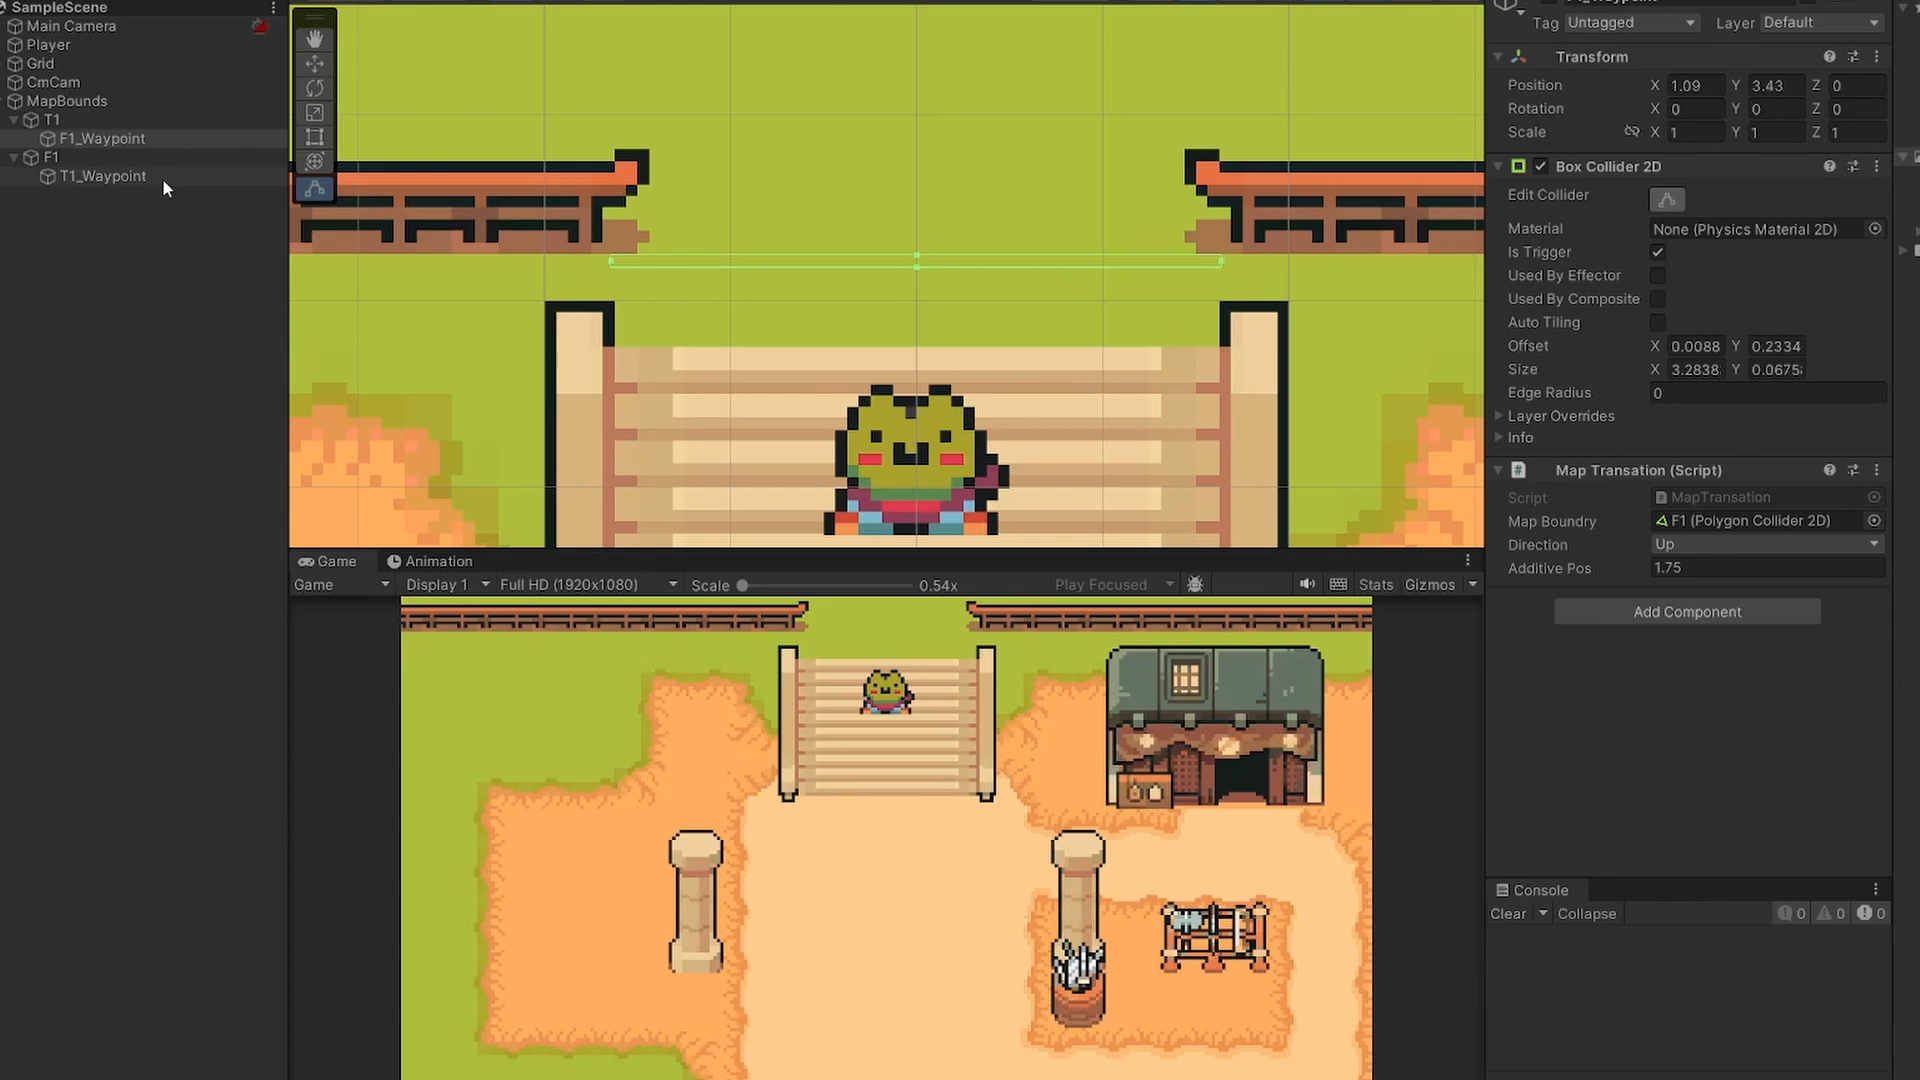 SampleScene
Main Camera
Player
Grid
CmCam
MapBounds
T1
F1_Waypoint
F1
T1_Waypoint
Tag Untagged Layer Default
Transform
Position X 1.09 Y 3.43 Z 0
Rotation X 0 Y 0 Z 0
Scale X 1 Y 1 Z 1
Box Collider 2D
Edit Collider
Material None (Physics Material 2D)
Is Trigger
Used By Effector
Used By Composite
Auto Tiling
Offset X 0.0088 Y 0.2334
Size X 3.2838 Y 0.0675
Edge Radius 0
Layer Overrides
Info
Map Transation (Script)
Script MapTransation
Map Boundry F1 (Polygon Collider 2D)
Direction Up
Additive Pos 1.75
Add Component
Game Animation
Game Display 1 Full HD (1920x1080) Scale 0.54x Play Focused Stats Gizmos
Console
Clear Collapse 0 0 0